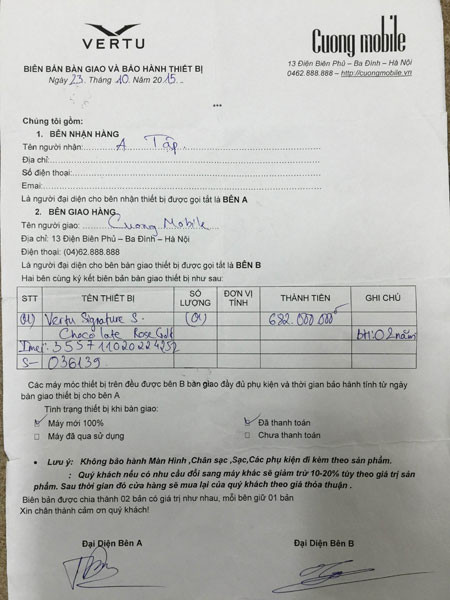 VERTU
Cuong mobile
BIÊN BẢN BÀN GIAO VÀ BẢO HÀNH THIẾT BỊ
Ngày 23 Tháng 10 Năm 2015
13 Điện Biên Phủ – Ba Đình – Hà Nội
0462.888.888 – http://cuongmobile.vn
***
Chúng tôi gồm:
1. BÊN NHẬN HÀNG
Tên người nhận: A Tập.
Địa chỉ:
Số điện thoại:
Emai:
Là người đại diện cho bên nhận thiết bị được gọi tắt là BÊN A
2. BÊN GIAO HÀNG
Tên người giao: Cuong Mobile
Địa chỉ: 13 Điện Biên Phủ – Ba Đình – Hà Nội
Điện thoại: (04)62.888.888
Là người đại diện cho bên bàn giao thiết bị được gọi tắt là BÊN B
Hai bên cùng ký kết biên bản bàn giao thiết bị như sau:
STT TÊN THIẾT BỊ SỐ LƯỢNG ĐƠN VỊ TÍNH THÀNH TIỀN GHI CHÚ
01 Vertu Signature S. 01 682.000.000đ
Chocolate Rose Gold BH: 02 năm
Imei: 355711020224252
S– 036139
Các máy móc thiết bị trên đều được bên B bàn giao đầy đủ phụ kiện và thời gian bảo hành tính từ ngày
bàn giao thiết bị cho bên A
Tình trạng thiết bị khi bàn giao:
Máy mới 100% Đã thanh toán
Máy đã qua sử dụng Chưa thanh toán
• Lưu ý: Không bảo hành Màn Hình ,Chân sạc ,Sạc,Các phụ kiện đi kèm theo sản phẩm.
: Quý khách nếu có nhu cầu đổi sang máy khác sẽ giảm trừ 10-20% tùy theo giá trị sản
phẩm. Sau thời gian đó cửa hàng sẽ mua lại của quý khách theo giá thỏa thuận .
Biên bản được chia thành 02 bản có giá trị như nhau, mỗi bên giữ 01 bản
Xin chân thành cảm ơn quý khách!
Đại Diện Bên A Đại Diện Bên B